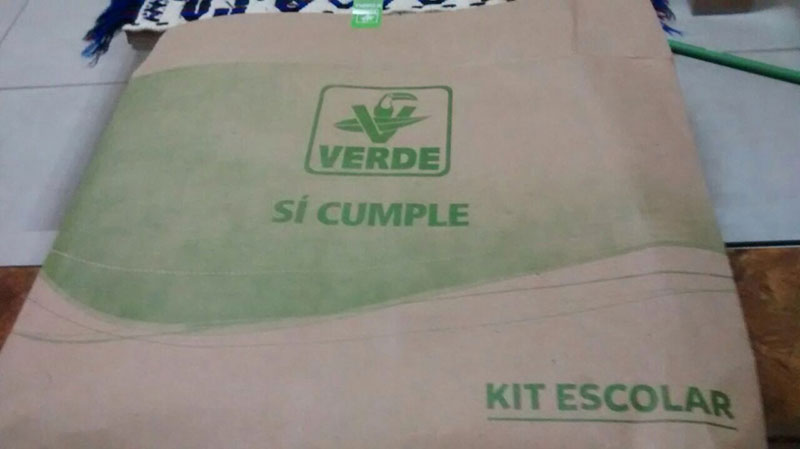 VERDE
SÍ CUMPLE
KIT ESCOLAR